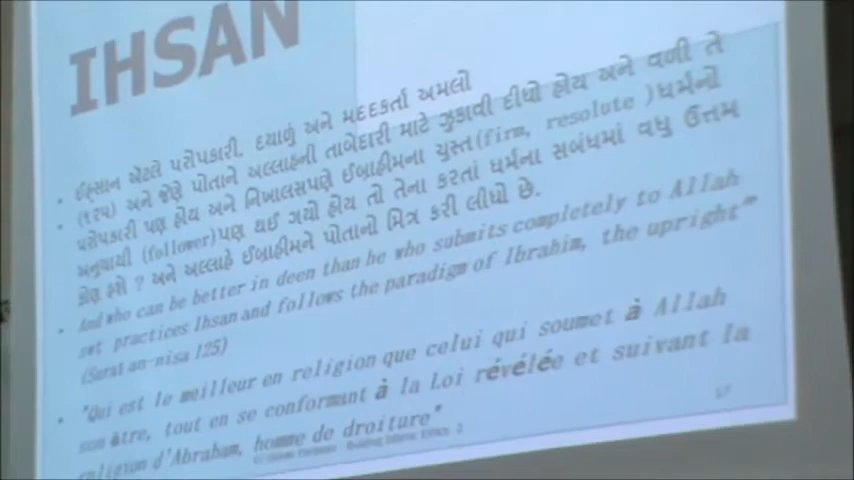 IHSAN
• ઈહ્સાન એટલે પરોપકારી, દયાળું અને મદદકર્તા અમલો
• (૧૨૫) અને જેણે પોતાને અલ્લાહની તાબેદારી માટે ઝુકાવી દીધો હોય અને વળી તે
પરોપકારી પણ હોય અને નિખાલસપણે ઈબ્રાહીમના ચુસ્ત(firm, resolute )ધર્મનો
અનુયાયી (follower)પણ થઈ ગયો હોય તો તેના કરતાં ધર્મના સબંધમાં વધુ ઉત્તમ
કોણ હશે ? અને અલ્લાહે ઈબ્રાહીમને પોતાનો મિત્ર કરી લીધો છે.
• And who can be better in deen than he who submits completely to Allah
swt practices Ihsan and follows the paradigm of Ibrahim, the upright""
(Surat an-nisa 125)
• "Qui est le meilleur en religion que celui qui soumet à Allah
son être, tout en se conformant à la Loi révélée et suivant la
religion d'Abraham, homme de droiture"
Building Islamic Ethics